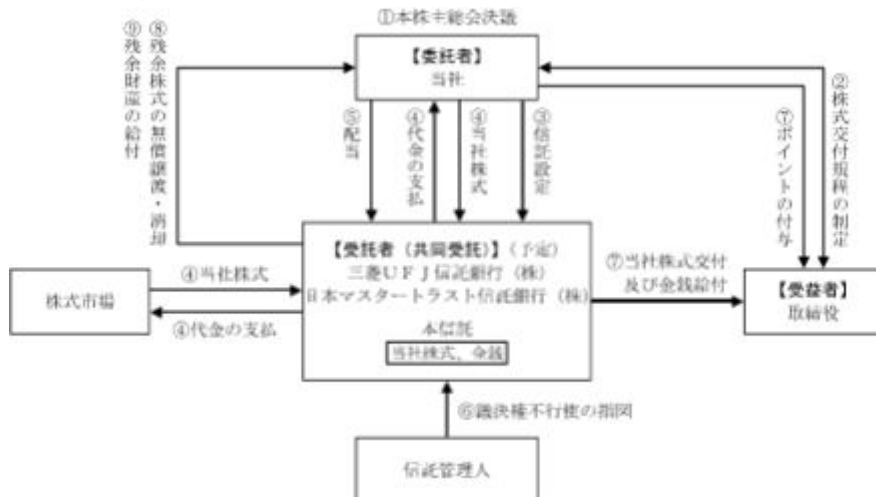 ①本株主総会決議
【委託者】
当社
⑨残余財産の給付
⑧残余株式の無償譲渡・消却
⑤配当
④代金の支払
④当社株式
③信託設定
⑦ポイントの付与
②株式交付規程の制定
【受託者（共同受託）】（予定）
三菱ＵＦＪ信託銀行（株）
日本マスタートラスト信託銀行（株）
本信託
当社株式、金銭
株式市場
④当社株式
④代金の支払
⑦当社株式交付
及び金銭給付
【受益者】
取締役
⑥議決権不行使の指図
信託管理人